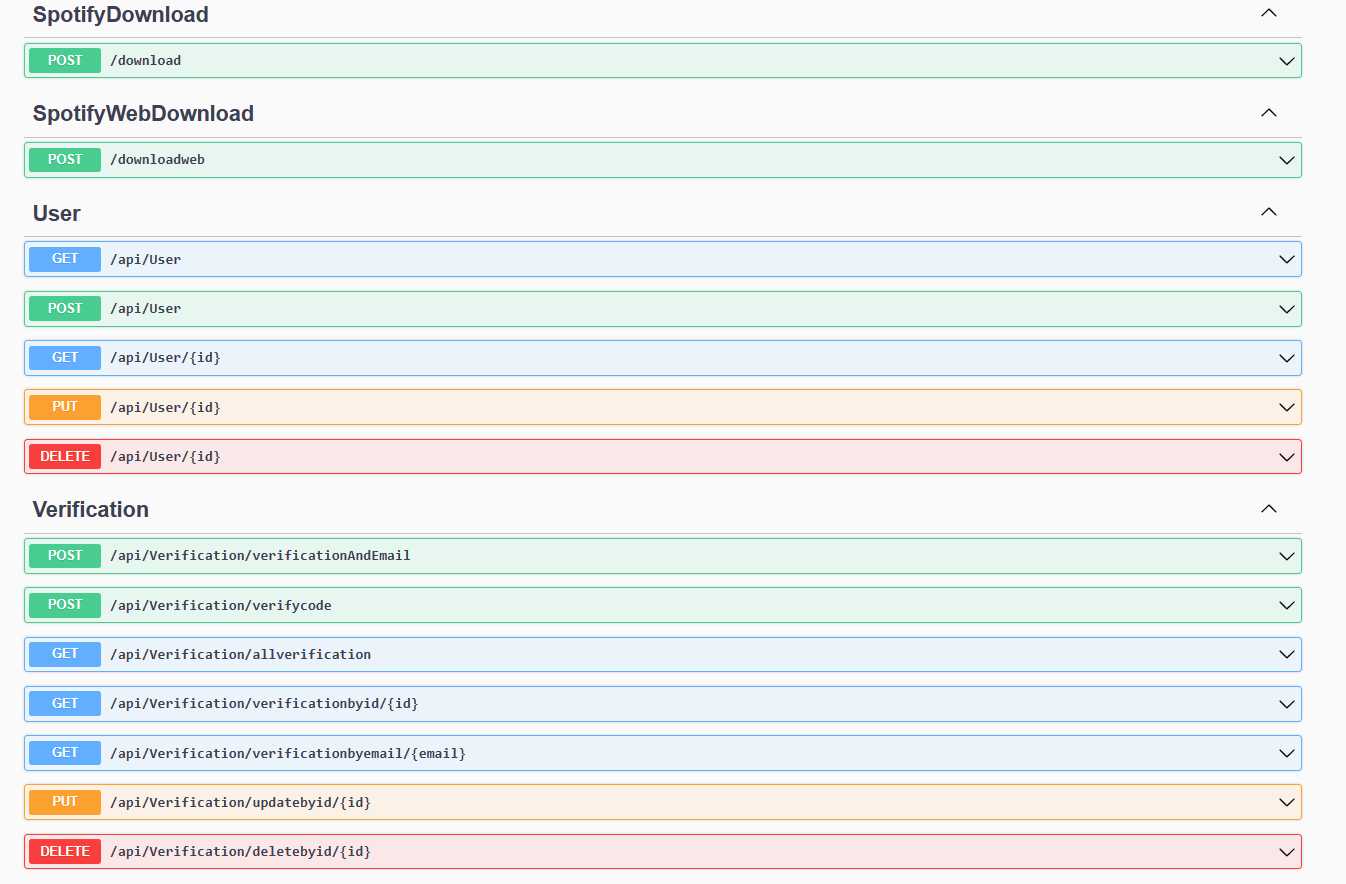 SpotifyDownload
POST /download
SpotifyWebDownload
POST /downloadweb
User
GET /api/User
POST /api/User
GET /api/User/{id}
PUT /api/User/{id}
DELETE /api/User/{id}
Verification
POST /api/Verification/verificationAndEmail
POST /api/Verification/verifycode
GET /api/Verification/allverification
GET /api/Verification/verificationbyid/{id}
GET /api/Verification/verificationbyemail/{email}
PUT /api/Verification/updatebyid/{id}
DELETE /api/Verification/deletebyid/{id}